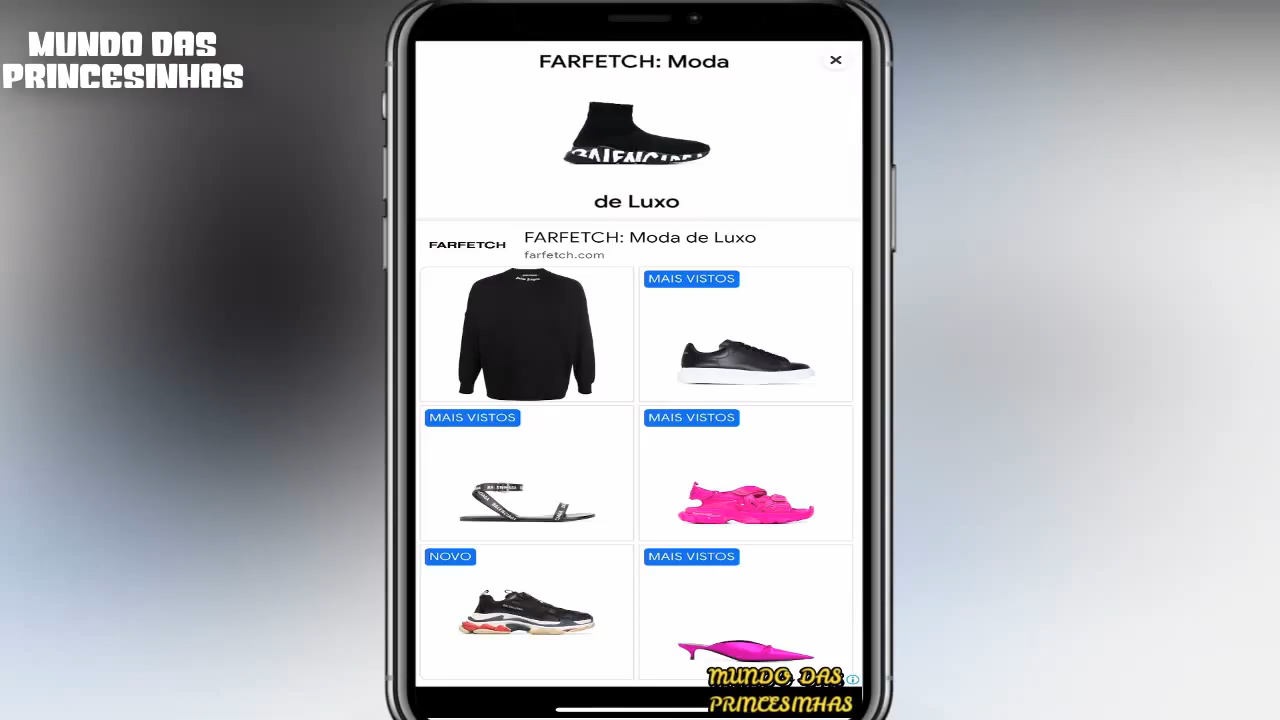 MUNDO DAS
PRINCESINHAS
FARFETCH: Moda
BALENCIAGA
de Luxo
FARFETCH
FARFETCH: Moda de Luxo
farfetch.com
MAIS VISTOS
MAIS VISTOS
MAIS VISTOS
NOVO
MAIS VISTOS
MUNDO DAS
PRINCESINHAS